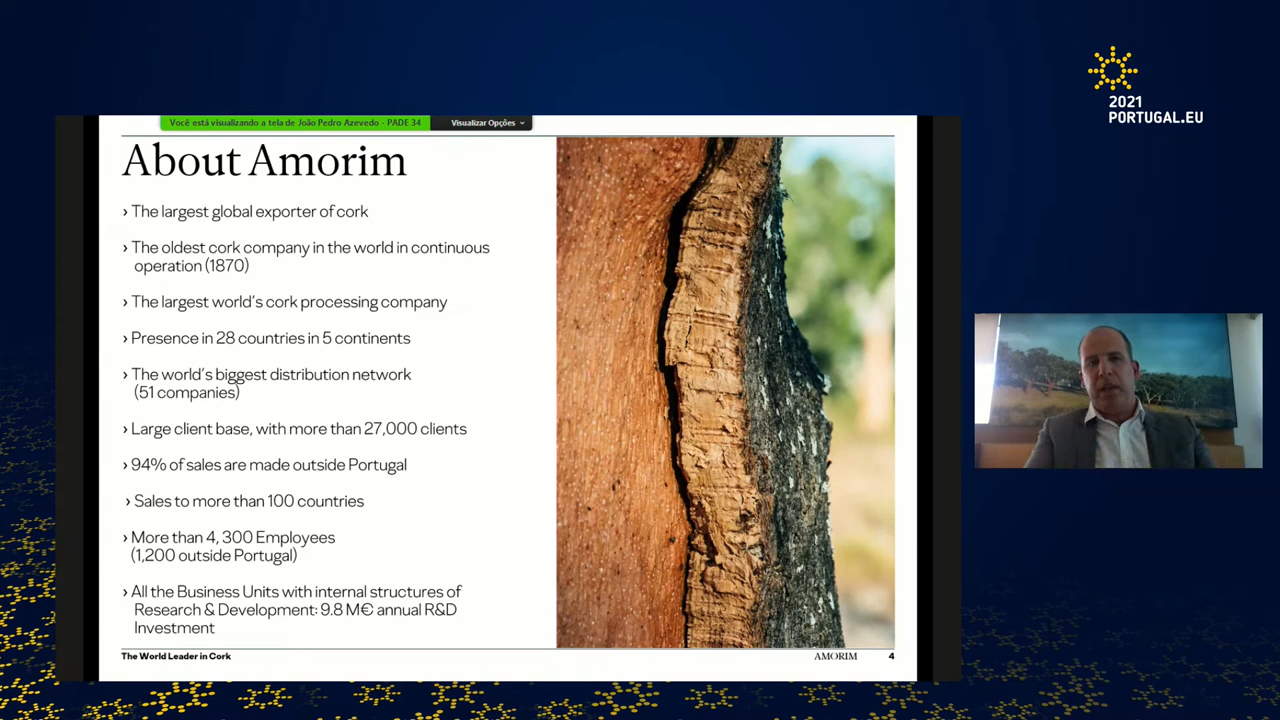 2021
PORTUGAL.EU
Você está visualizando a tela de João Pedro Azevedo - PADE 34
Visualizar Opções
About Amorim
› The largest global exporter of cork
› The oldest cork company in the world in continuous
operation (1870)
› The largest world's cork processing company
› Presence in 28 countries in 5 continents
› The world's biggest distribution network
(51 companies)
› Large client base, with more than 27,000 clients
› 94% of sales are made outside Portugal
› Sales to more than 100 countries
› More than 4, 300 Employees
(1,200 outside Portugal)
› All the Business Units with internal structures of
Research & Development: 9.8 M€ annual R&D
Investment
The World Leader in Cork
AMORIM
4